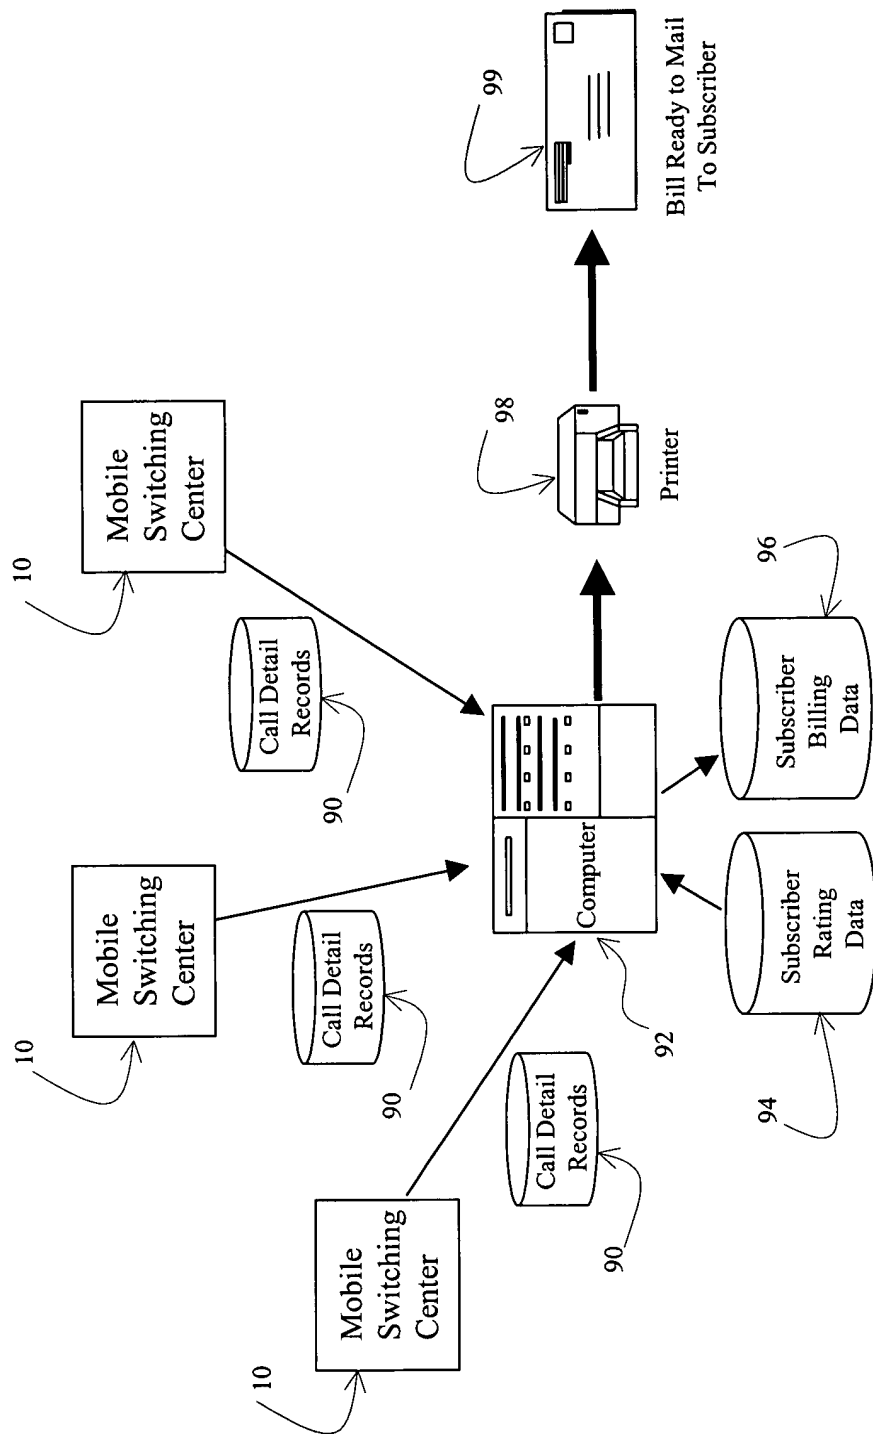 10
Mobile
Switching
Center
10
Mobile
Switching
Center
10
Mobile
Switching
Center
Call Detail
Records
90
Call Detail
Records
90
Call Detail
Records
90
Computer
92
Subscriber
Rating
Data
94
Subscriber
Billing
Data
96
98
Printer
99
Bill Ready to Mail
To Subscriber